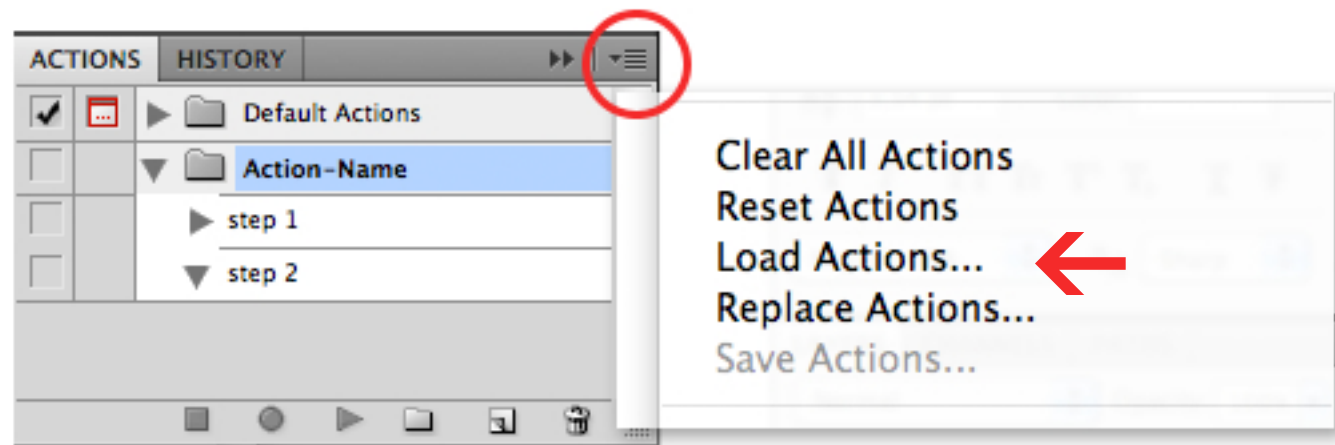 ACTIONS HISTORY
Default Actions
Action-Name
step 1
step 2
Clear All Actions
Reset Actions
Load Actions...
Replace Actions...
Save Actions...